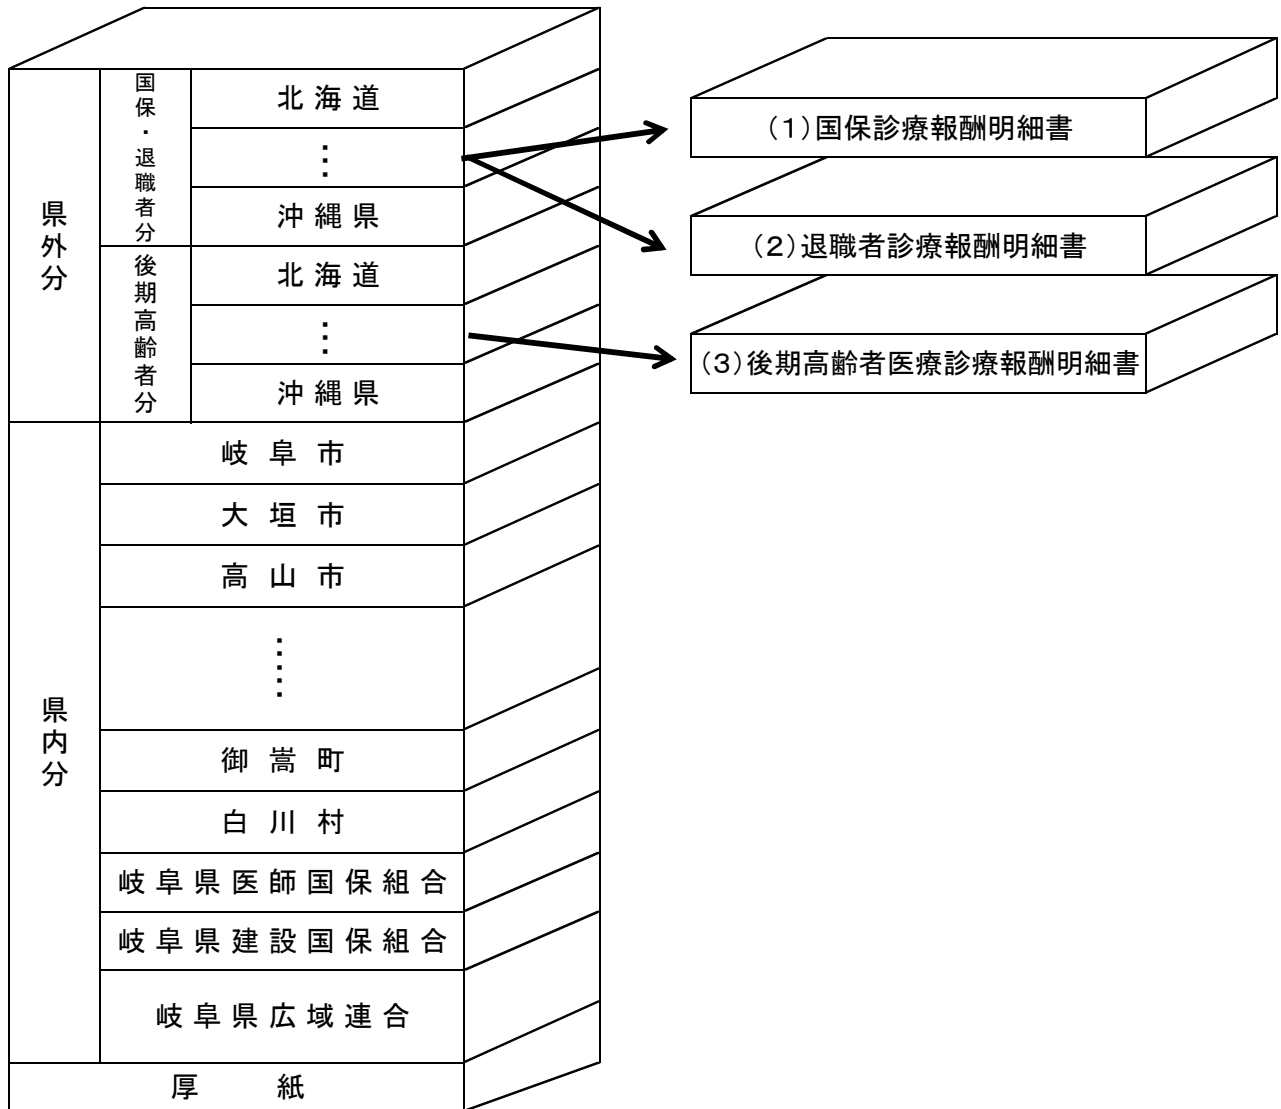 県外分
国保・退職者分
北海道
⋮
沖縄県
後期高齢者分
北海道
⋮
沖縄県
県内分
岐阜市
大垣市
高山市
⋮
御嵩町
白川村
岐阜県医師国保組合
岐阜県建設国保組合
岐阜県広域連合
厚　紙
(1)国保診療報酬明細書
(2)退職者診療報酬明細書
(3)後期高齢者医療診療報酬明細書